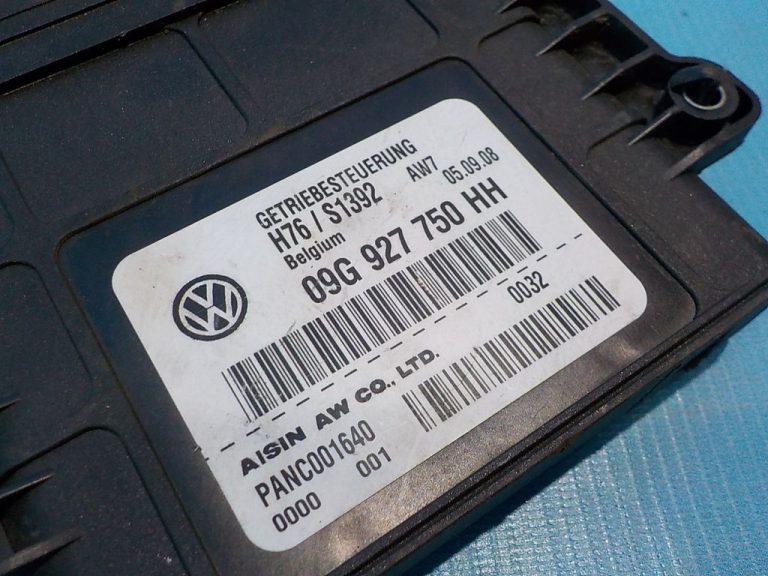 GETRIEBESTEUERUNG
H76 / S1392 AW7 05.09.08
Belgium
09G 927 750 HH
0032
AISIN AW CO., LTD.
PANC001640
0000 001